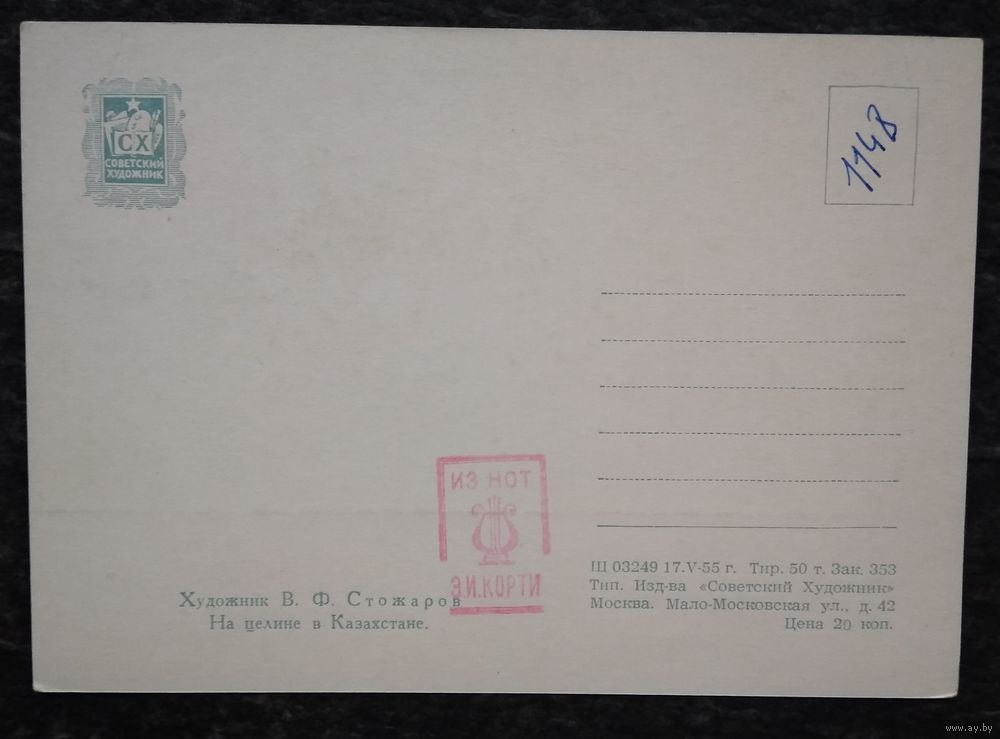 СХ
СОВЕТСКИЙ
ХУДОЖНИК
1148
ИЗ НОТ
Э.И.КОРТИ
Художник В. Ф. Стожаров
На целине в Казахстане.
Ш 03249 17.V-55 г. Тир. 50 т. Зак. 353
Тип. Изд-ва «Советский Художник»
Москва. Мало-Московская ул., д. 42
Цена 20 коп.
www.ay.by